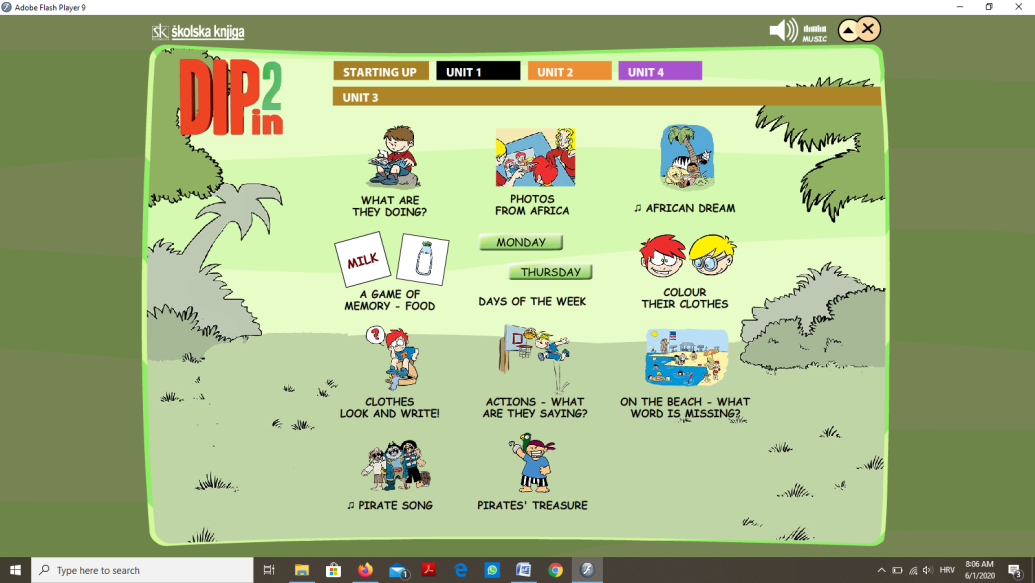 Adobe Flash Player 9
školska knjiga
MUSIC
DIP in 2
STARTING UP
UNIT 1
UNIT 2
UNIT 4
UNIT 3
WHAT ARE
THEY DOING?
PHOTOS
FROM AFRICA
♫ AFRICAN DREAM
MILK
A GAME OF
MEMORY - FOOD
MONDAY
THURSDAY
DAYS OF THE WEEK
COLOUR
THEIR CLOTHES
?
CLOTHES
LOOK AND WRITE!
ACTIONS - WHAT
ARE THEY SAYING?
ON THE BEACH - WHAT
WORD IS MISSING?
♫ PIRATE SONG
PIRATES' TREASURE
Type here to search
1
HRV
8:06 AM
6/1/2020
3